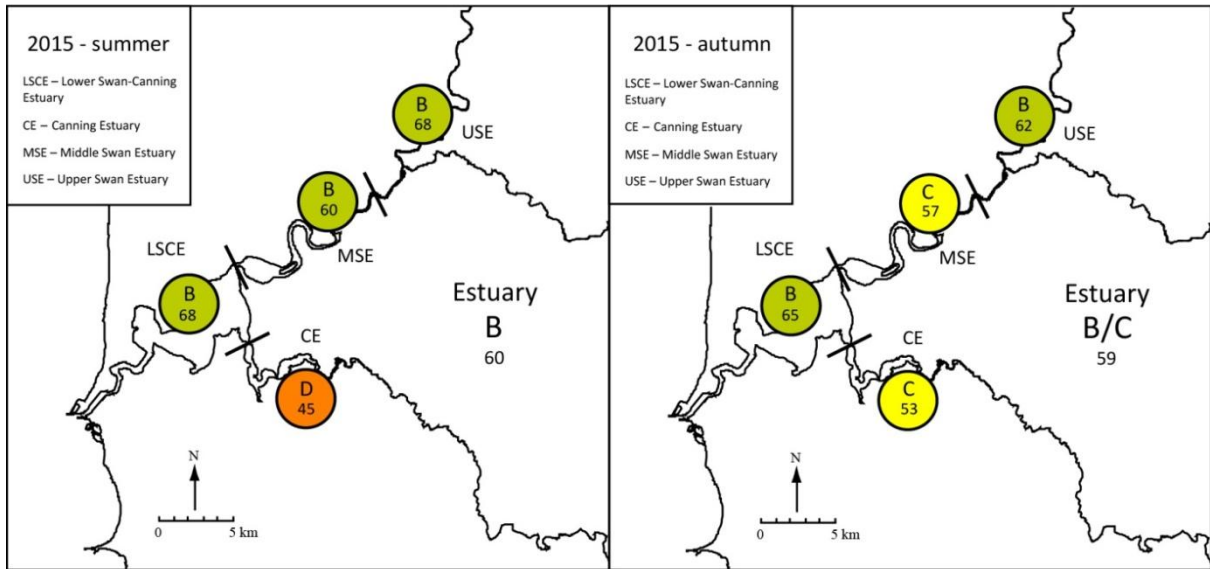 2015 - summer
LSCE – Lower Swan-Canning
Estuary
CE – Canning Estuary
MSE – Middle Swan Estuary
USE – Upper Swan Estuary
B
68
USE
B
60
MSE
LSCE
B
68
Estuary
B
60
CE
D
45
N
0
5 km
2015 - autumn
LSCE – Lower Swan-Canning
Estuary
CE – Canning Estuary
MSE – Middle Swan Estuary
USE – Upper Swan Estuary
B
62
USE
C
57
MSE
LSCE
B
65
Estuary
B/C
59
CE
C
53
N
0
5 km